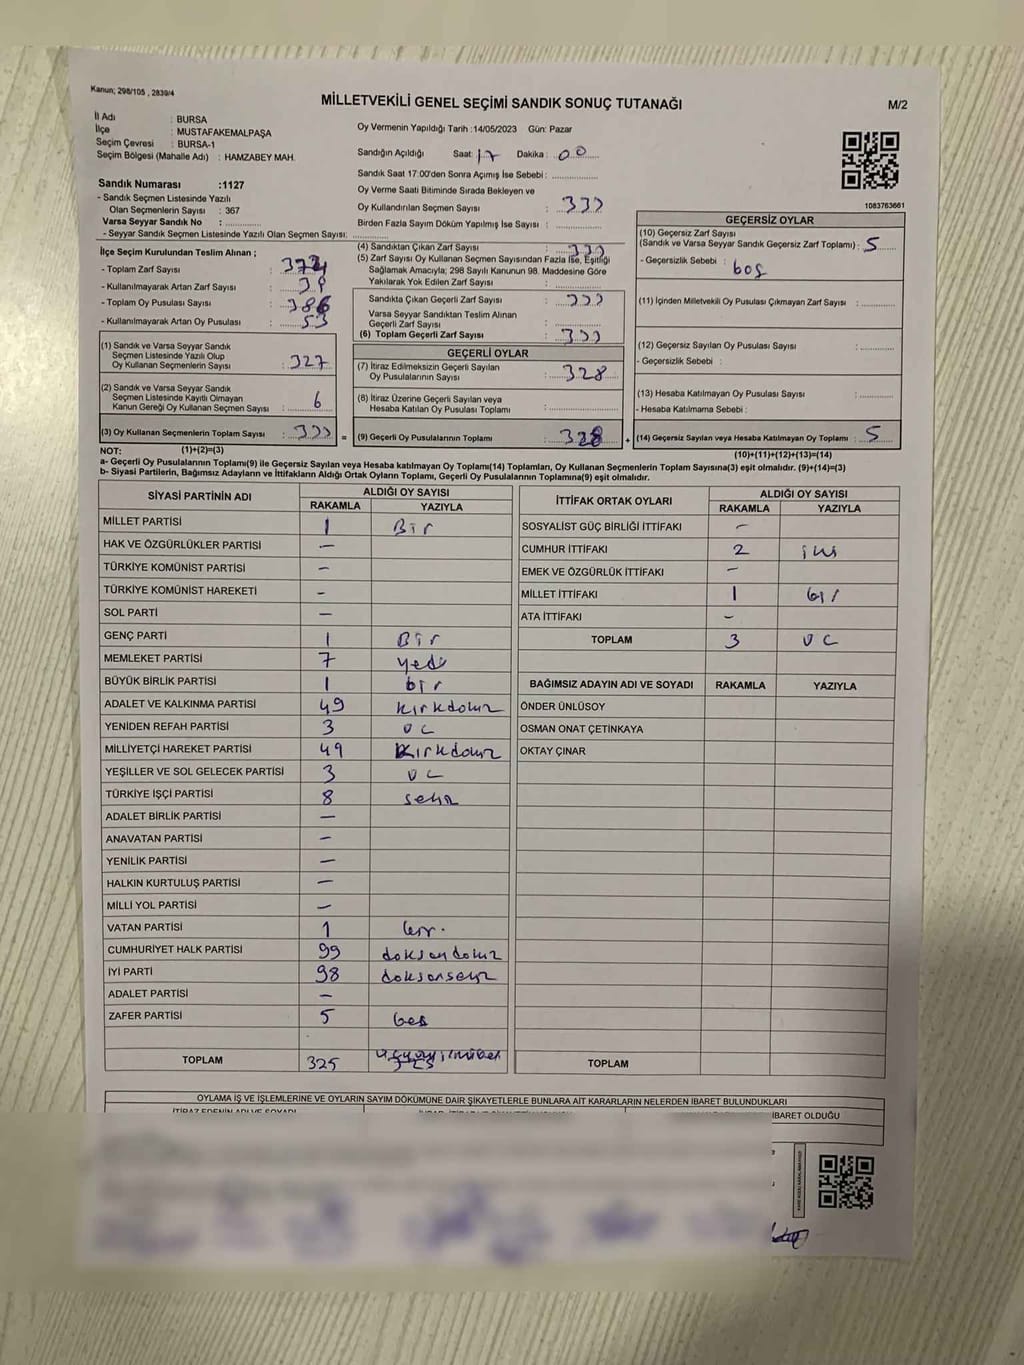 Kanun; 298/105 , 2839/4
MİLLETVEKİLİ GENEL SEÇİMİ SANDIK SONUÇ TUTANAĞI
M/2
İl Adı : BURSA
İlçe : MUSTAFAKEMALPAŞA
Seçim Çevresi : BURSA-1
Seçim Bölgesi (Mahalle Adı) : HAMZABEY MAH.
Sandık Numarası :1127
- Sandık Seçmen Listesinde Yazılı
Olan Seçmenlerin Sayısı : 367
Varsa Seyyar Sandık No :
- Seyyar Sandık Seçmen Listesinde Yazılı Olan Seçmen Sayısı:
Oy Vermenin Yapıldığı Tarih :14/05/2023 Gün: Pazar
Sandığın Açıldığı Saat: 17 Dakika : 00
Sandık Saat 17:00'den Sonra Açımış İse Sebebi :
Oy Verme Saati Bitiminde Sırada Bekleyen ve
Oy Kullandırılan Seçmen Sayısı : 333
Birden Fazla Sayım Döküm Yapılmış İse Sayısı :
1083763661
İlçe Seçim Kurulundan Teslim Alınan ;
- Toplam Zarf Sayısı :
- Kullanılmayarak Artan Zarf Sayısı :
- Toplam Oy Pusulası Sayısı : 386
- Kullanılmayarak Artan Oy Pusulası : 53
(1) Sandık ve Varsa Seyyar Sandık
Seçmen Listesinde Yazılı Olup
Oy Kullanan Seçmenlerin Sayısı : 327
(2) Sandık ve Varsa Seyyar Sandık
Seçmen Listesinde Kayıtlı Olmayan
Kanun Gereği Oy Kullanan Seçmen Sayısı : 6
(3) Oy Kullanan Seçmenlerin Toplam Sayısı : 333 =
(4) Sandıktan Çıkan Zarf Sayısı : 333
(5) Zarf Sayısı Oy Kullanan Seçmen Sayısından Fazla İse, Eşitliği
Sağlamak Amacıyla; 298 Sayılı Kanunun 98. Maddesine Göre
Yakılarak Yok Edilen Zarf Sayısı :
Sandıkta Çıkan Geçerli Zarf Sayısı : 333
Varsa Seyyar Sandıktan Teslim Alınan
Geçerli Zarf Sayısı :
(6) Toplam Geçerli Zarf Sayısı : 333
GEÇERLİ OYLAR
(7) İtiraz Edilmeksizin Geçerli Sayılan
Oy Pusulalarının Sayısı : 328
(8) İtiraz Üzerine Geçerli Sayılan veya
Hesaba Katılan Oy Pusulası Toplamı :
(9) Geçerli Oy Pusulalarının Toplamı : 328 +
GEÇERSİZ OYLAR
(10) Geçersiz Zarf Sayısı
(Sandık ve Varsa Seyyar Sandık Geçersiz Zarf Toplamı) : 5
- Geçersizlik Sebebi : boş
(11) İçinden Milletvekili Oy Pusulası Çıkmayan Zarf Sayısı :
(12) Geçersiz Sayılan Oy Pusulası Sayısı :
- Geçersizlik Sebebi :
(13) Hesaba Katılmayan Oy Pusulası Sayısı :
- Hesaba Katılmama Sebebi :
(14) Geçersiz Sayılan veya Hesaba Katılmayan Oy Toplamı : 5
NOT: (1)+(2)=(3) (10)+(11)+(12)+(13)=(14)
a- Geçerli Oy Pusulalarının Toplamı(9) ile Geçersiz Sayılan veya Hesaba katılmayan Oy Toplamı(14) Toplamları, Oy Kullanan Seçmenlerin Toplam Sayısına(3) eşit olmalıdır. (9)+(14)=(3)
b- Siyasi Partilerin, Bağımsız Adayların ve İttifakların Aldığı Ortak Oyların Toplamı, Geçerli Oy Pusulalarının Toplamına(9) eşit olmalıdır.
SİYASİ PARTİNİN ADI ALDIĞI OY SAYISI
RAKAMLA YAZIYLA
MİLLET PARTİSİ 1 Bir
HAK VE ÖZGÜRLÜKLER PARTİSİ —
TÜRKİYE KOMÜNİST PARTİSİ —
TÜRKİYE KOMÜNİST HAREKETİ -
SOL PARTİ —
GENÇ PARTİ 1 Bir
MEMLEKET PARTİSİ 7 yedi
BÜYÜK BİRLİK PARTİSİ 1 bir
ADALET VE KALKINMA PARTİSİ 49 kırkdokuz
YENİDEN REFAH PARTİSİ 3 üç
MİLLİYETÇİ HAREKET PARTİSİ 49 kırkdokuz
YEŞİLLER VE SOL GELECEK PARTİSİ 3 üç
TÜRKİYE İŞÇİ PARTİSİ 8 sekiz
ADALET BİRLİK PARTİSİ —
ANAVATAN PARTİSİ —
YENİLİK PARTİSİ —
HALKIN KURTULUŞ PARTİSİ —
MİLLİ YOL PARTİSİ —
VATAN PARTİSİ 1 bir.
CUMHURİYET HALK PARTİSİ 99 doksandokuz
İYİ PARTİ 98 doksansekiz
ADALET PARTİSİ —
ZAFER PARTİSİ 5 beş
TOPLAM 325 üçyüzyirmibeş
325
İTTİFAK ORTAK OYLARI ALDIĞI OY SAYISI
RAKAMLA YAZIYLA
SOSYALİST GÜÇ BİRLİĞİ İTTİFAKI —
CUMHUR İTTİFAKI 2 iki
EMEK VE ÖZGÜRLÜK İTTİFAKI —
MİLLET İTTİFAKI 1 bir
ATA İTTİFAKI —
TOPLAM 3 üç
BAĞIMSIZ ADAYIN ADI VE SOYADI RAKAMLA YAZIYLA
ÖNDER ÜNLÜSOY
OSMAN ONAT ÇETİNKAYA
OKTAY ÇINAR
TOPLAM
OYLAMA İŞ VE İŞLEMLERİNE VE OYLARIN SAYIM DÖKÜMÜNE DAİR ŞİKAYETLERLE BUNLARA AİT KARARLARIN NELERDEN İBARET BULUNDUKLARI
İTİRAZ EDENİN ADI VE SOYADI
İBARET OLDUĞU